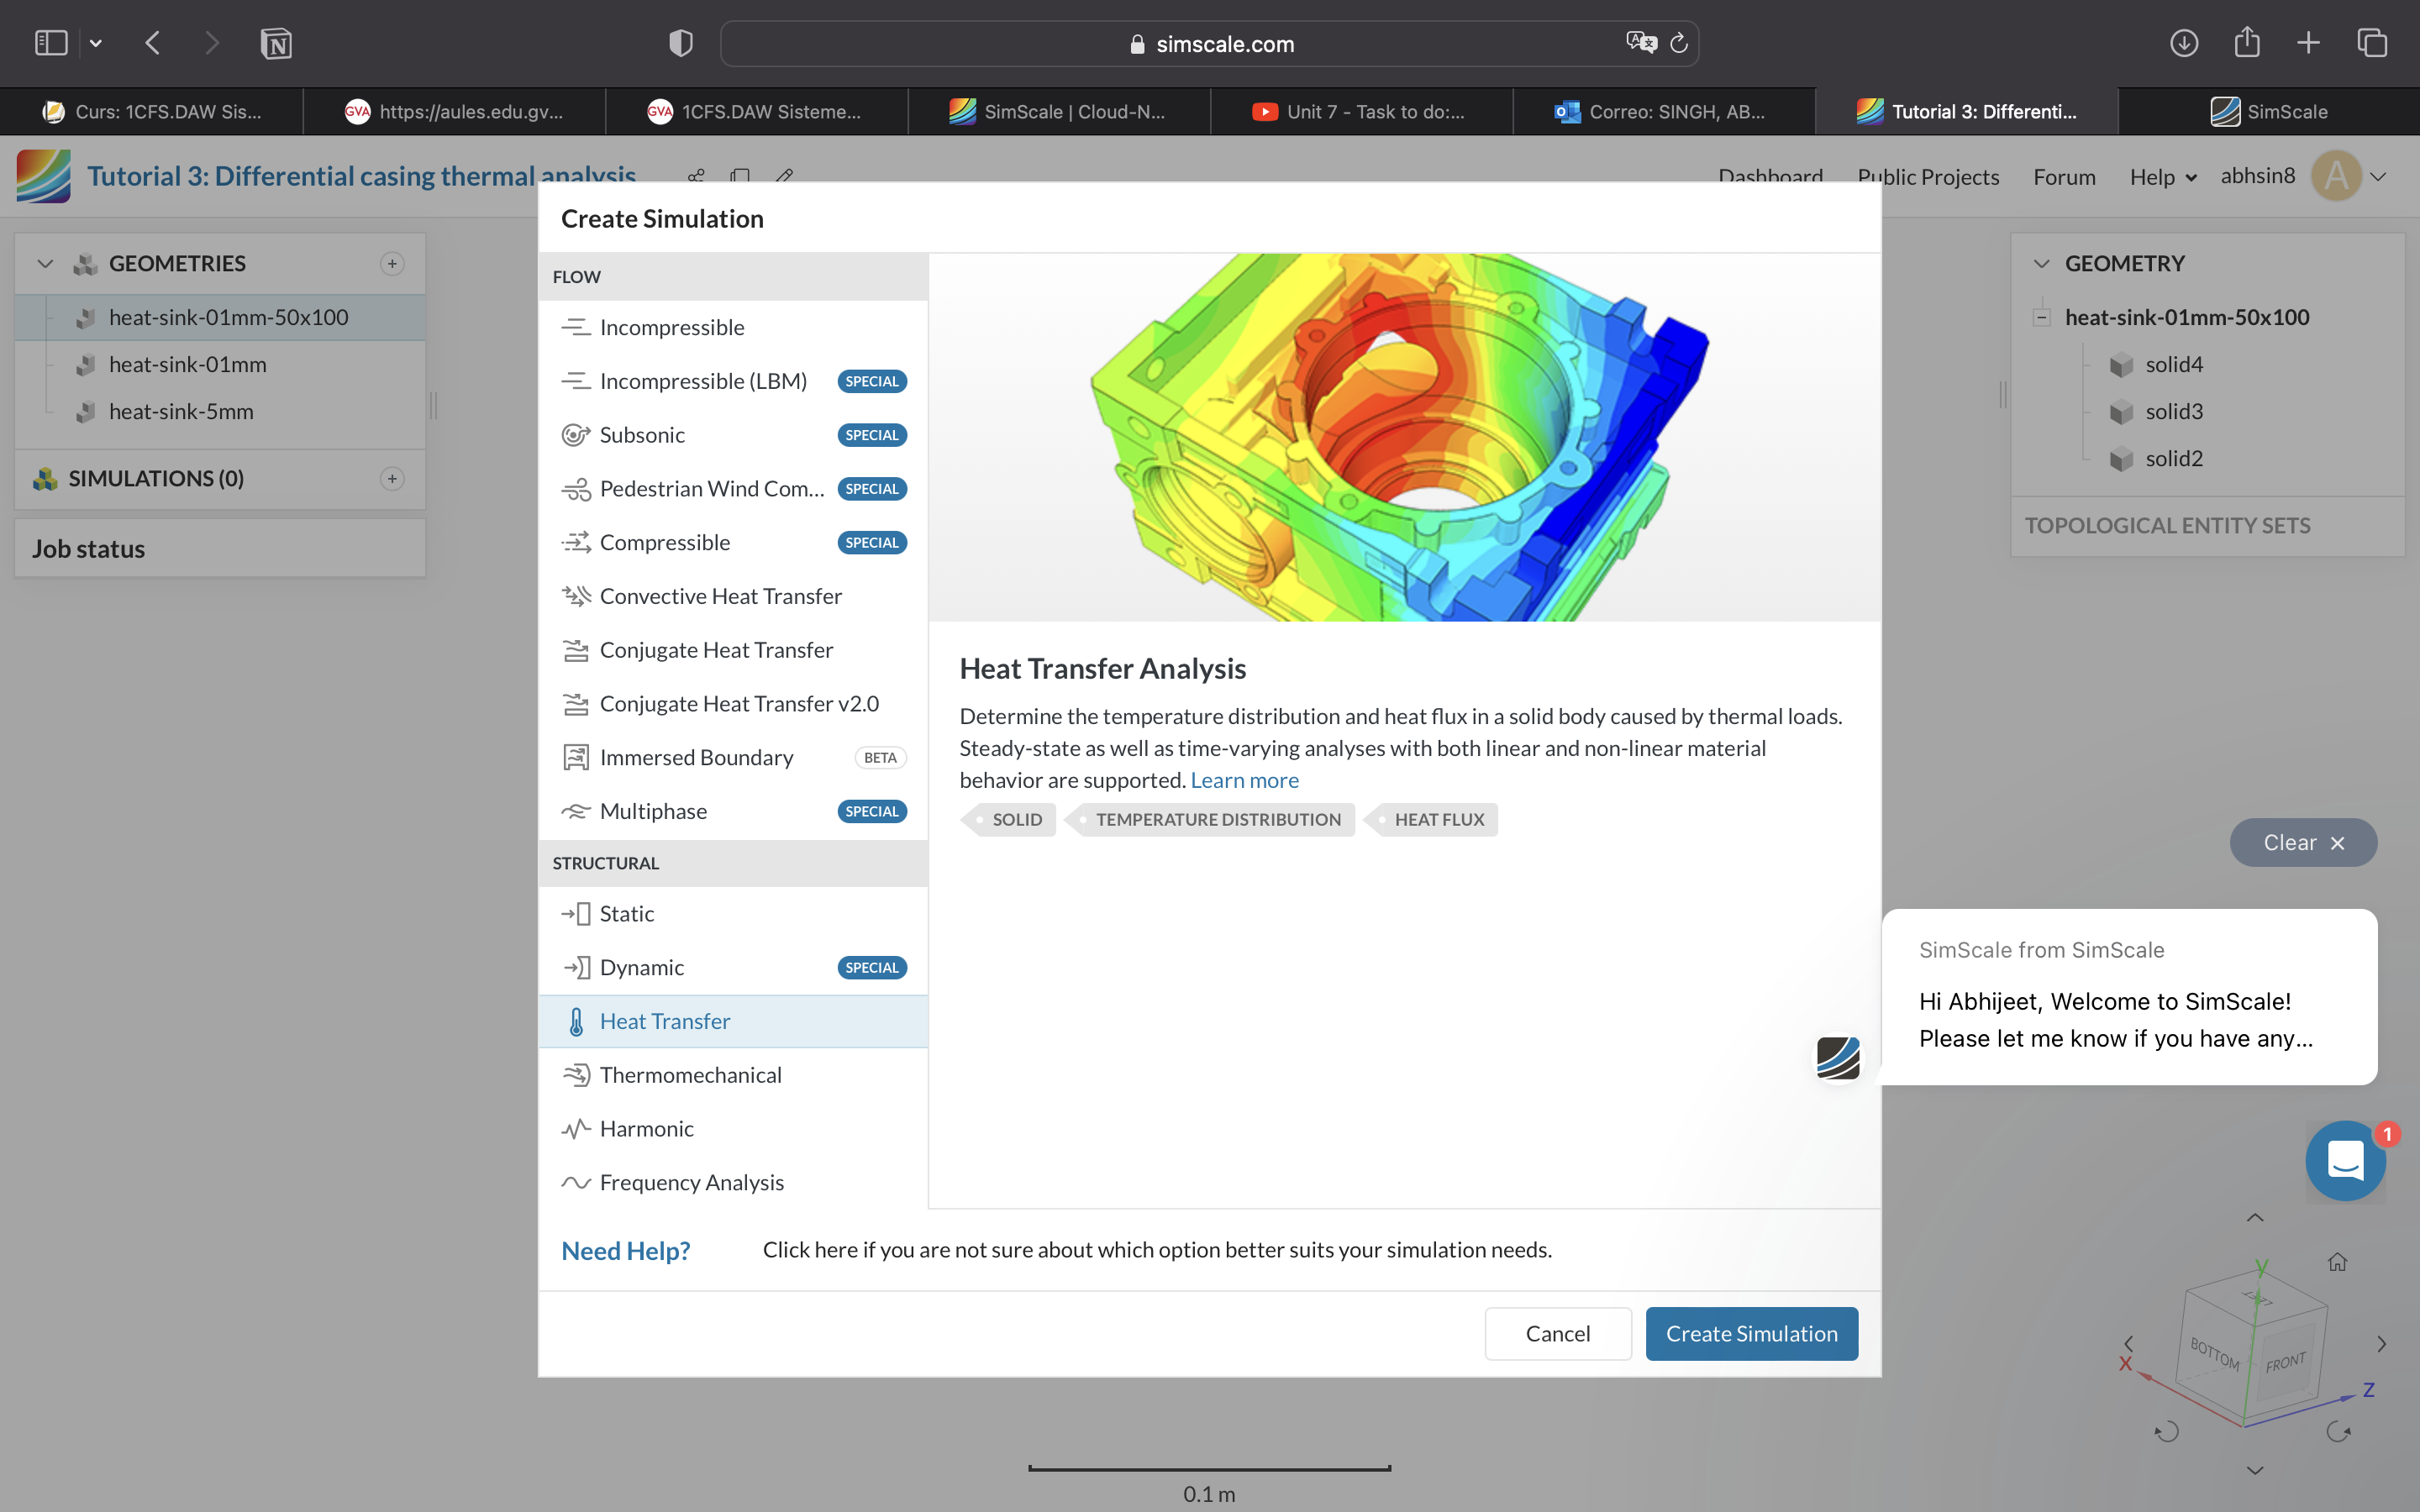 simscale.com
Curs: 1CFS.DAW Sis...
GVA
https://aules.edu.gv...
GVA
1CFS.DAW Sisteme...
SimScale | Cloud-N...
Unit 7 - Task to do:...
Correo: SINGH, AB...
Tutorial 3: Differenti...
SimScale
Tutorial 3: Differential casing thermal analysis
Dashboard
Public Projects
Forum
Help
abhsin8
A
GEOMETRIES
heat-sink-01mm-50x100
heat-sink-01mm
heat-sink-5mm
SIMULATIONS (0)
Job status
Create Simulation
FLOW
Incompressible
Incompressible (LBM) SPECIAL
Subsonic SPECIAL
Pedestrian Wind Com... SPECIAL
Compressible SPECIAL
Convective Heat Transfer
Conjugate Heat Transfer
Conjugate Heat Transfer v2.0
Immersed Boundary BETA
Multiphase SPECIAL
STRUCTURAL
Static
Dynamic SPECIAL
Heat Transfer
Thermomechanical
Harmonic
Frequency Analysis
Heat Transfer Analysis
Determine the temperature distribution and heat flux in a solid body caused by thermal loads.
Steady-state as well as time-varying analyses with both linear and non-linear material
behavior are supported. Learn more
SOLID
TEMPERATURE DISTRIBUTION
HEAT FLUX
Need Help?
Click here if you are not sure about which option better suits your simulation needs.
Cancel
Create Simulation
GEOMETRY
heat-sink-01mm-50x100
solid4
solid3
solid2
TOPOLOGICAL ENTITY SETS
Clear
SimScale from SimScale
Hi Abhijeet, Welcome to SimScale!
Please let me know if you have any...
1
y
LEFT
BOTTOM
FRONT
X
Z
0.1 m